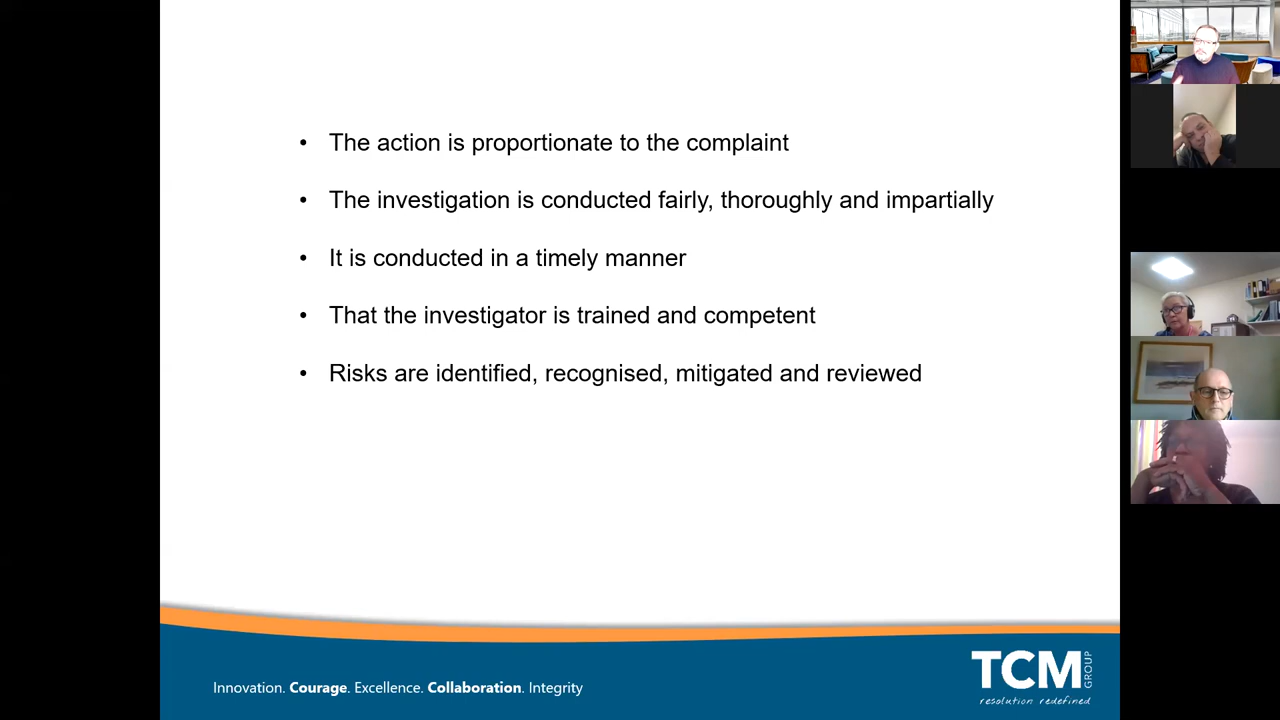 • The action is proportionate to the complaint
• The investigation is conducted fairly, thoroughly and impartially
• It is conducted in a timely manner
• That the investigator is trained and competent
• Risks are identified, recognised, mitigated and reviewed
Innovation. Courage. Excellence. Collaboration. Integrity
TCM GROUP
resolution redefined